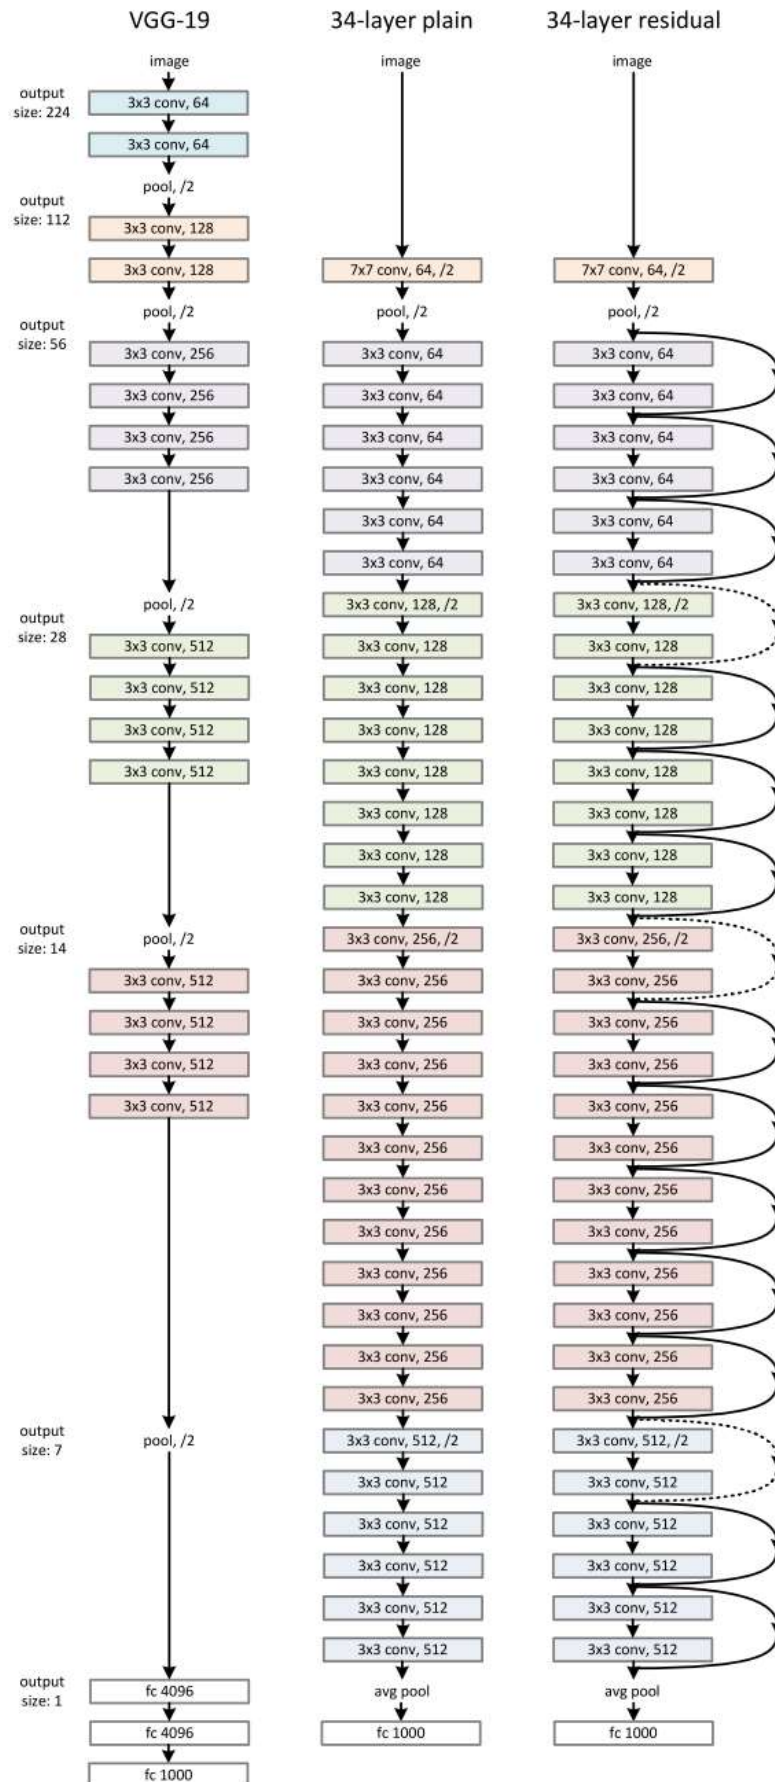 output
size: 224
output
size: 112
output
size: 56
output
size: 28
output
size: 14
output
size: 7
output
size: 1
VGG-19
image
3x3 conv, 64
3x3 conv, 64
pool, /2
3x3 conv, 128
3x3 conv, 128
pool, /2
3x3 conv, 256
3x3 conv, 256
3x3 conv, 256
3x3 conv, 256
pool, /2
3x3 conv, 512
3x3 conv, 512
3x3 conv, 512
3x3 conv, 512
pool, /2
3x3 conv, 512
3x3 conv, 512
3x3 conv, 512
3x3 conv, 512
pool, /2
fc 4096
fc 4096
fc 1000
34-layer plain
image
7x7 conv, 64, /2
pool, /2
3x3 conv, 64
3x3 conv, 64
3x3 conv, 64
3x3 conv, 64
3x3 conv, 64
3x3 conv, 64
3x3 conv, 128, /2
3x3 conv, 128
3x3 conv, 128
3x3 conv, 128
3x3 conv, 128
3x3 conv, 128
3x3 conv, 128
3x3 conv, 128
3x3 conv, 256, /2
3x3 conv, 256
3x3 conv, 256
3x3 conv, 256
3x3 conv, 256
3x3 conv, 256
3x3 conv, 256
3x3 conv, 256
3x3 conv, 256
3x3 conv, 256
3x3 conv, 256
3x3 conv, 256
3x3 conv, 512, /2
3x3 conv, 512
3x3 conv, 512
3x3 conv, 512
3x3 conv, 512
3x3 conv, 512
avg pool
fc 1000
34-layer residual
image
7x7 conv, 64, /2
pool, /2
3x3 conv, 64
3x3 conv, 64
3x3 conv, 64
3x3 conv, 64
3x3 conv, 64
3x3 conv, 64
3x3 conv, 128, /2
3x3 conv, 128
3x3 conv, 128
3x3 conv, 128
3x3 conv, 128
3x3 conv, 128
3x3 conv, 128
3x3 conv, 128
3x3 conv, 256, /2
3x3 conv, 256
3x3 conv, 256
3x3 conv, 256
3x3 conv, 256
3x3 conv, 256
3x3 conv, 256
3x3 conv, 256
3x3 conv, 256
3x3 conv, 256
3x3 conv, 256
3x3 conv, 256
3x3 conv, 512, /2
3x3 conv, 512
3x3 conv, 512
3x3 conv, 512
3x3 conv, 512
3x3 conv, 512
avg pool
fc 1000